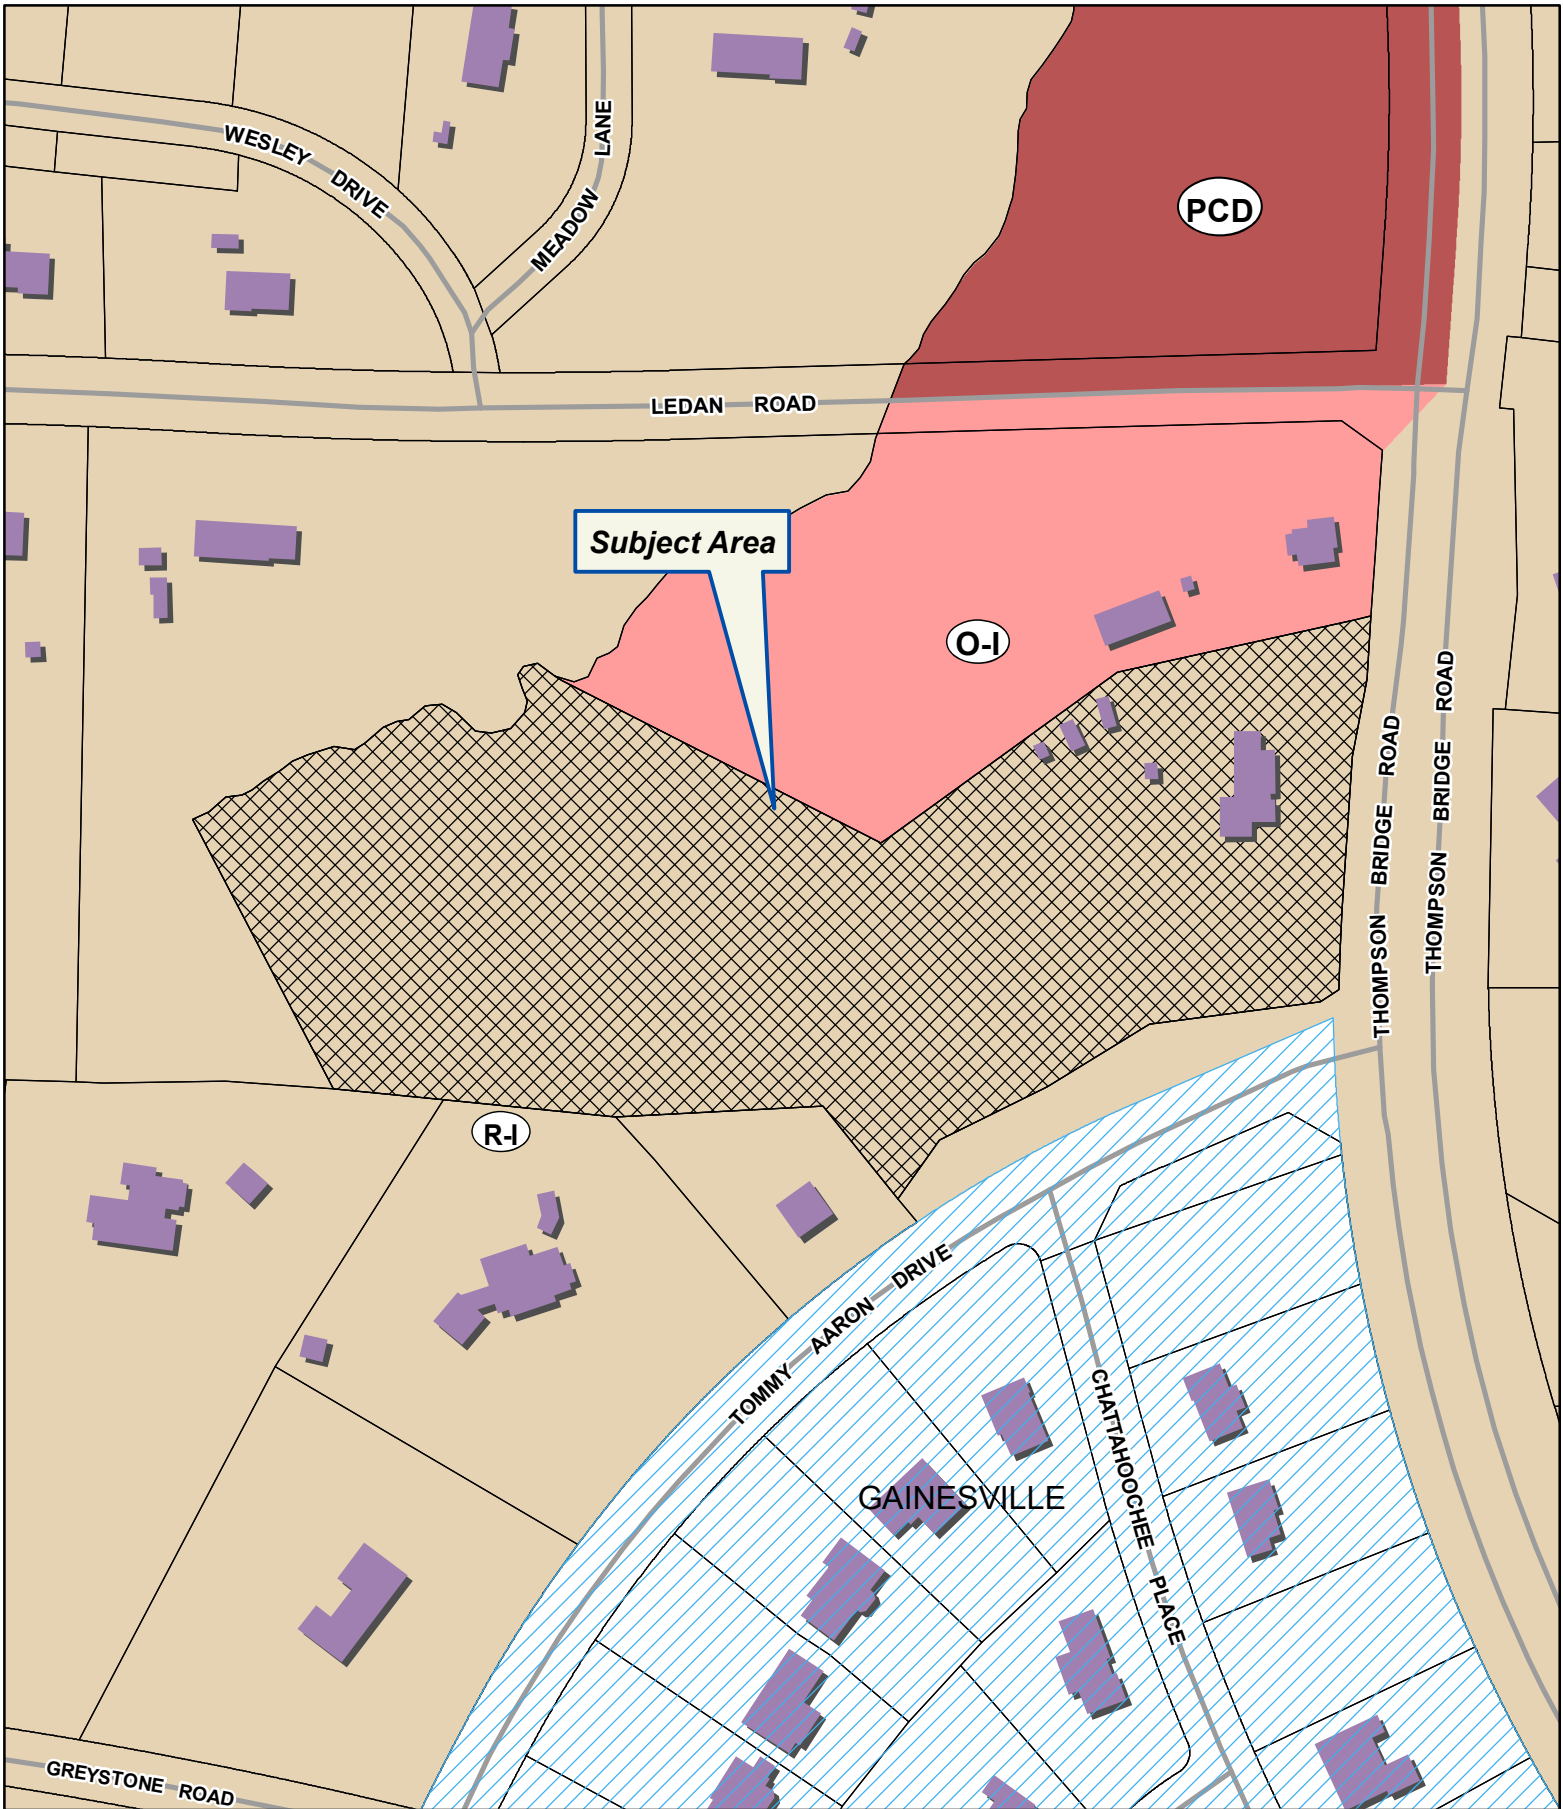 WESLEY DRIVE
MEADOW LANE
PCD
LEDAN ROAD
Subject Area
O-I
THOMPSON BRIDGE ROAD
THOMPSON BRIDGE ROAD
R-I
TOMMY AARON DRIVE
CHATTAHOOCHEE PLACE
GAINESVILLE
GREYSTONE ROAD